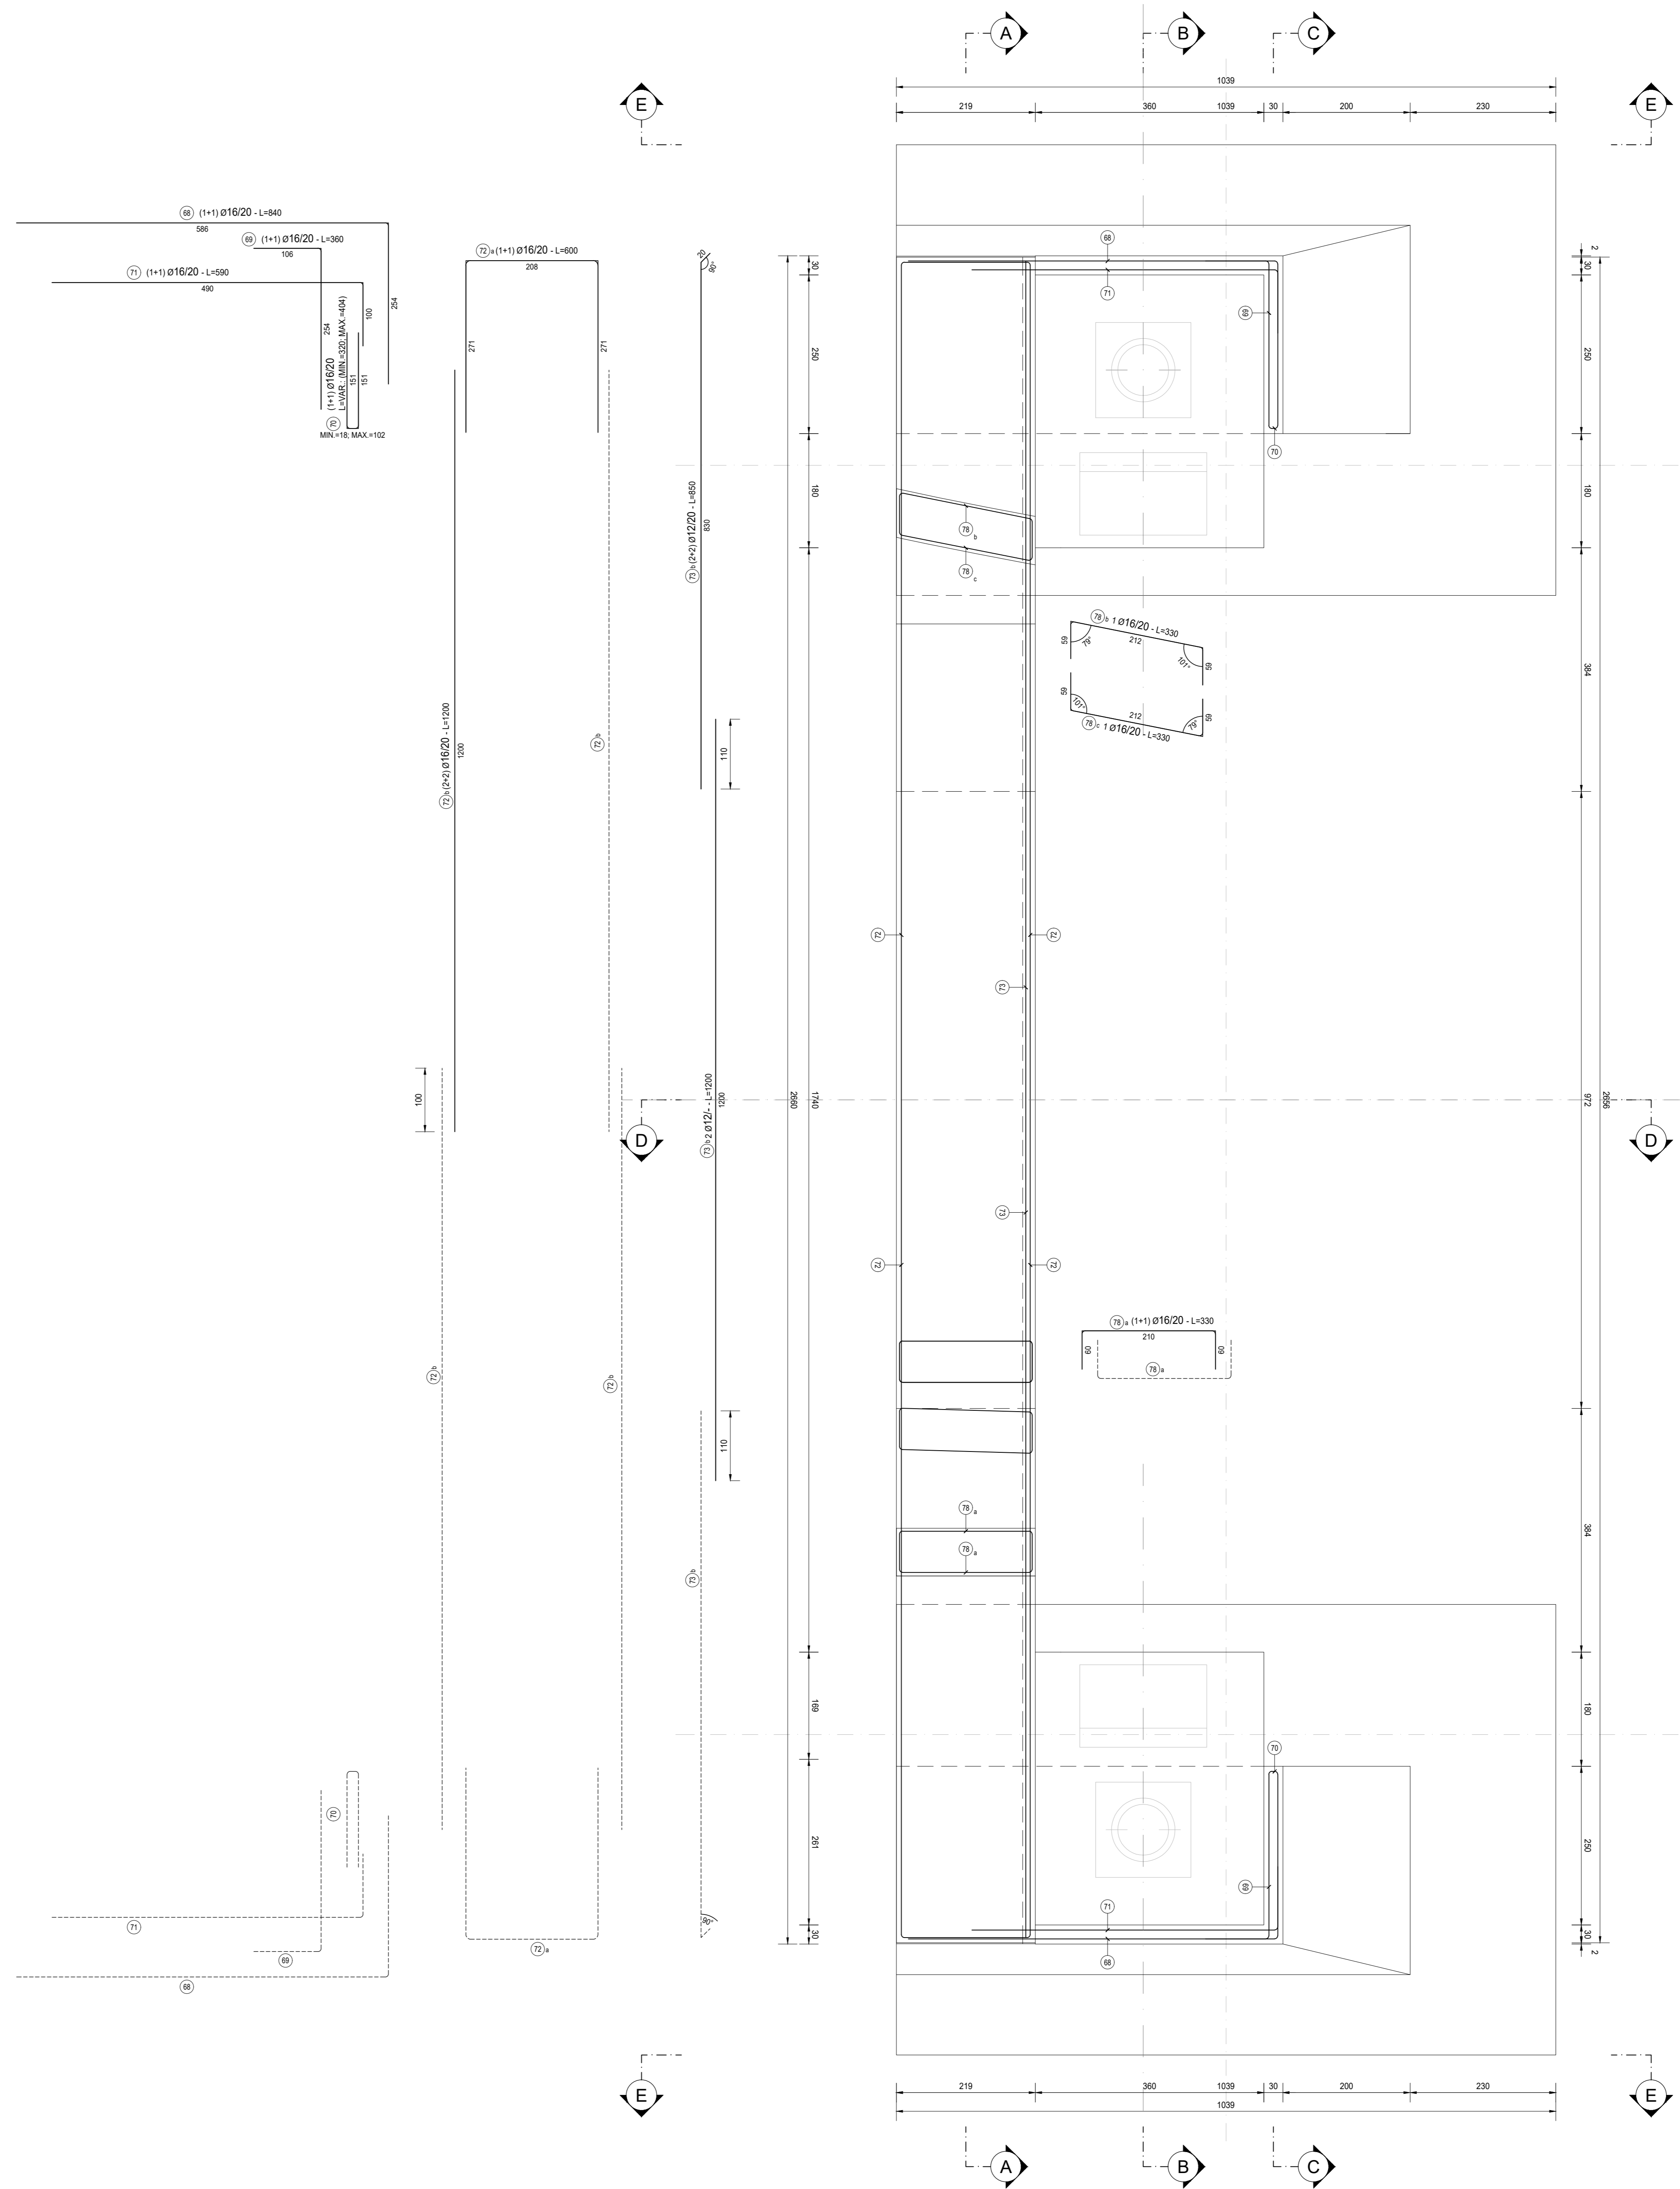 A
B
C
1039
E
E
219
360
1039
30
200
230
68 (1+1) Ø16/20 - L=840
586
254
69 (1+1) Ø16/20 - L=360
106
254
71 (1+1) Ø16/20 - L=590
490
100
70 (1+1) Ø16/20
L=VAR.: (MIN.=320; MAX.=404)
151
151
MIN.=18; MAX.=102
72 a (1+1) Ø16/20 - L=600
208
271
271
20
90°
73 b (2+2) Ø12/20 - L=850
830
72 b (2+2) Ø16/20 - L=1200
1200
72 b
110
73 b 2 Ø12/- - L=1200
1200
100
D
D
30
250
180
1740
2660
169
261
30
68
71
69
70
78 b
78 c
2
30
250
180
384
972
2656
384
180
250
30
2
78 b 1 Ø16/20 - L=330
212
59
79°
101°
59
59
101°
212
79°
59
78 c 1 Ø16/20 - L=330
72
72
73
73
72
72
78 a (1+1) Ø16/20 - L=330
210
60
60
78 a
72 b
72 b
110
73 b
78 a
78 a
70
69
71
68
70
71
69
68
72 a
90°
E
E
219
360
1039
30
200
230
1039
A
B
C